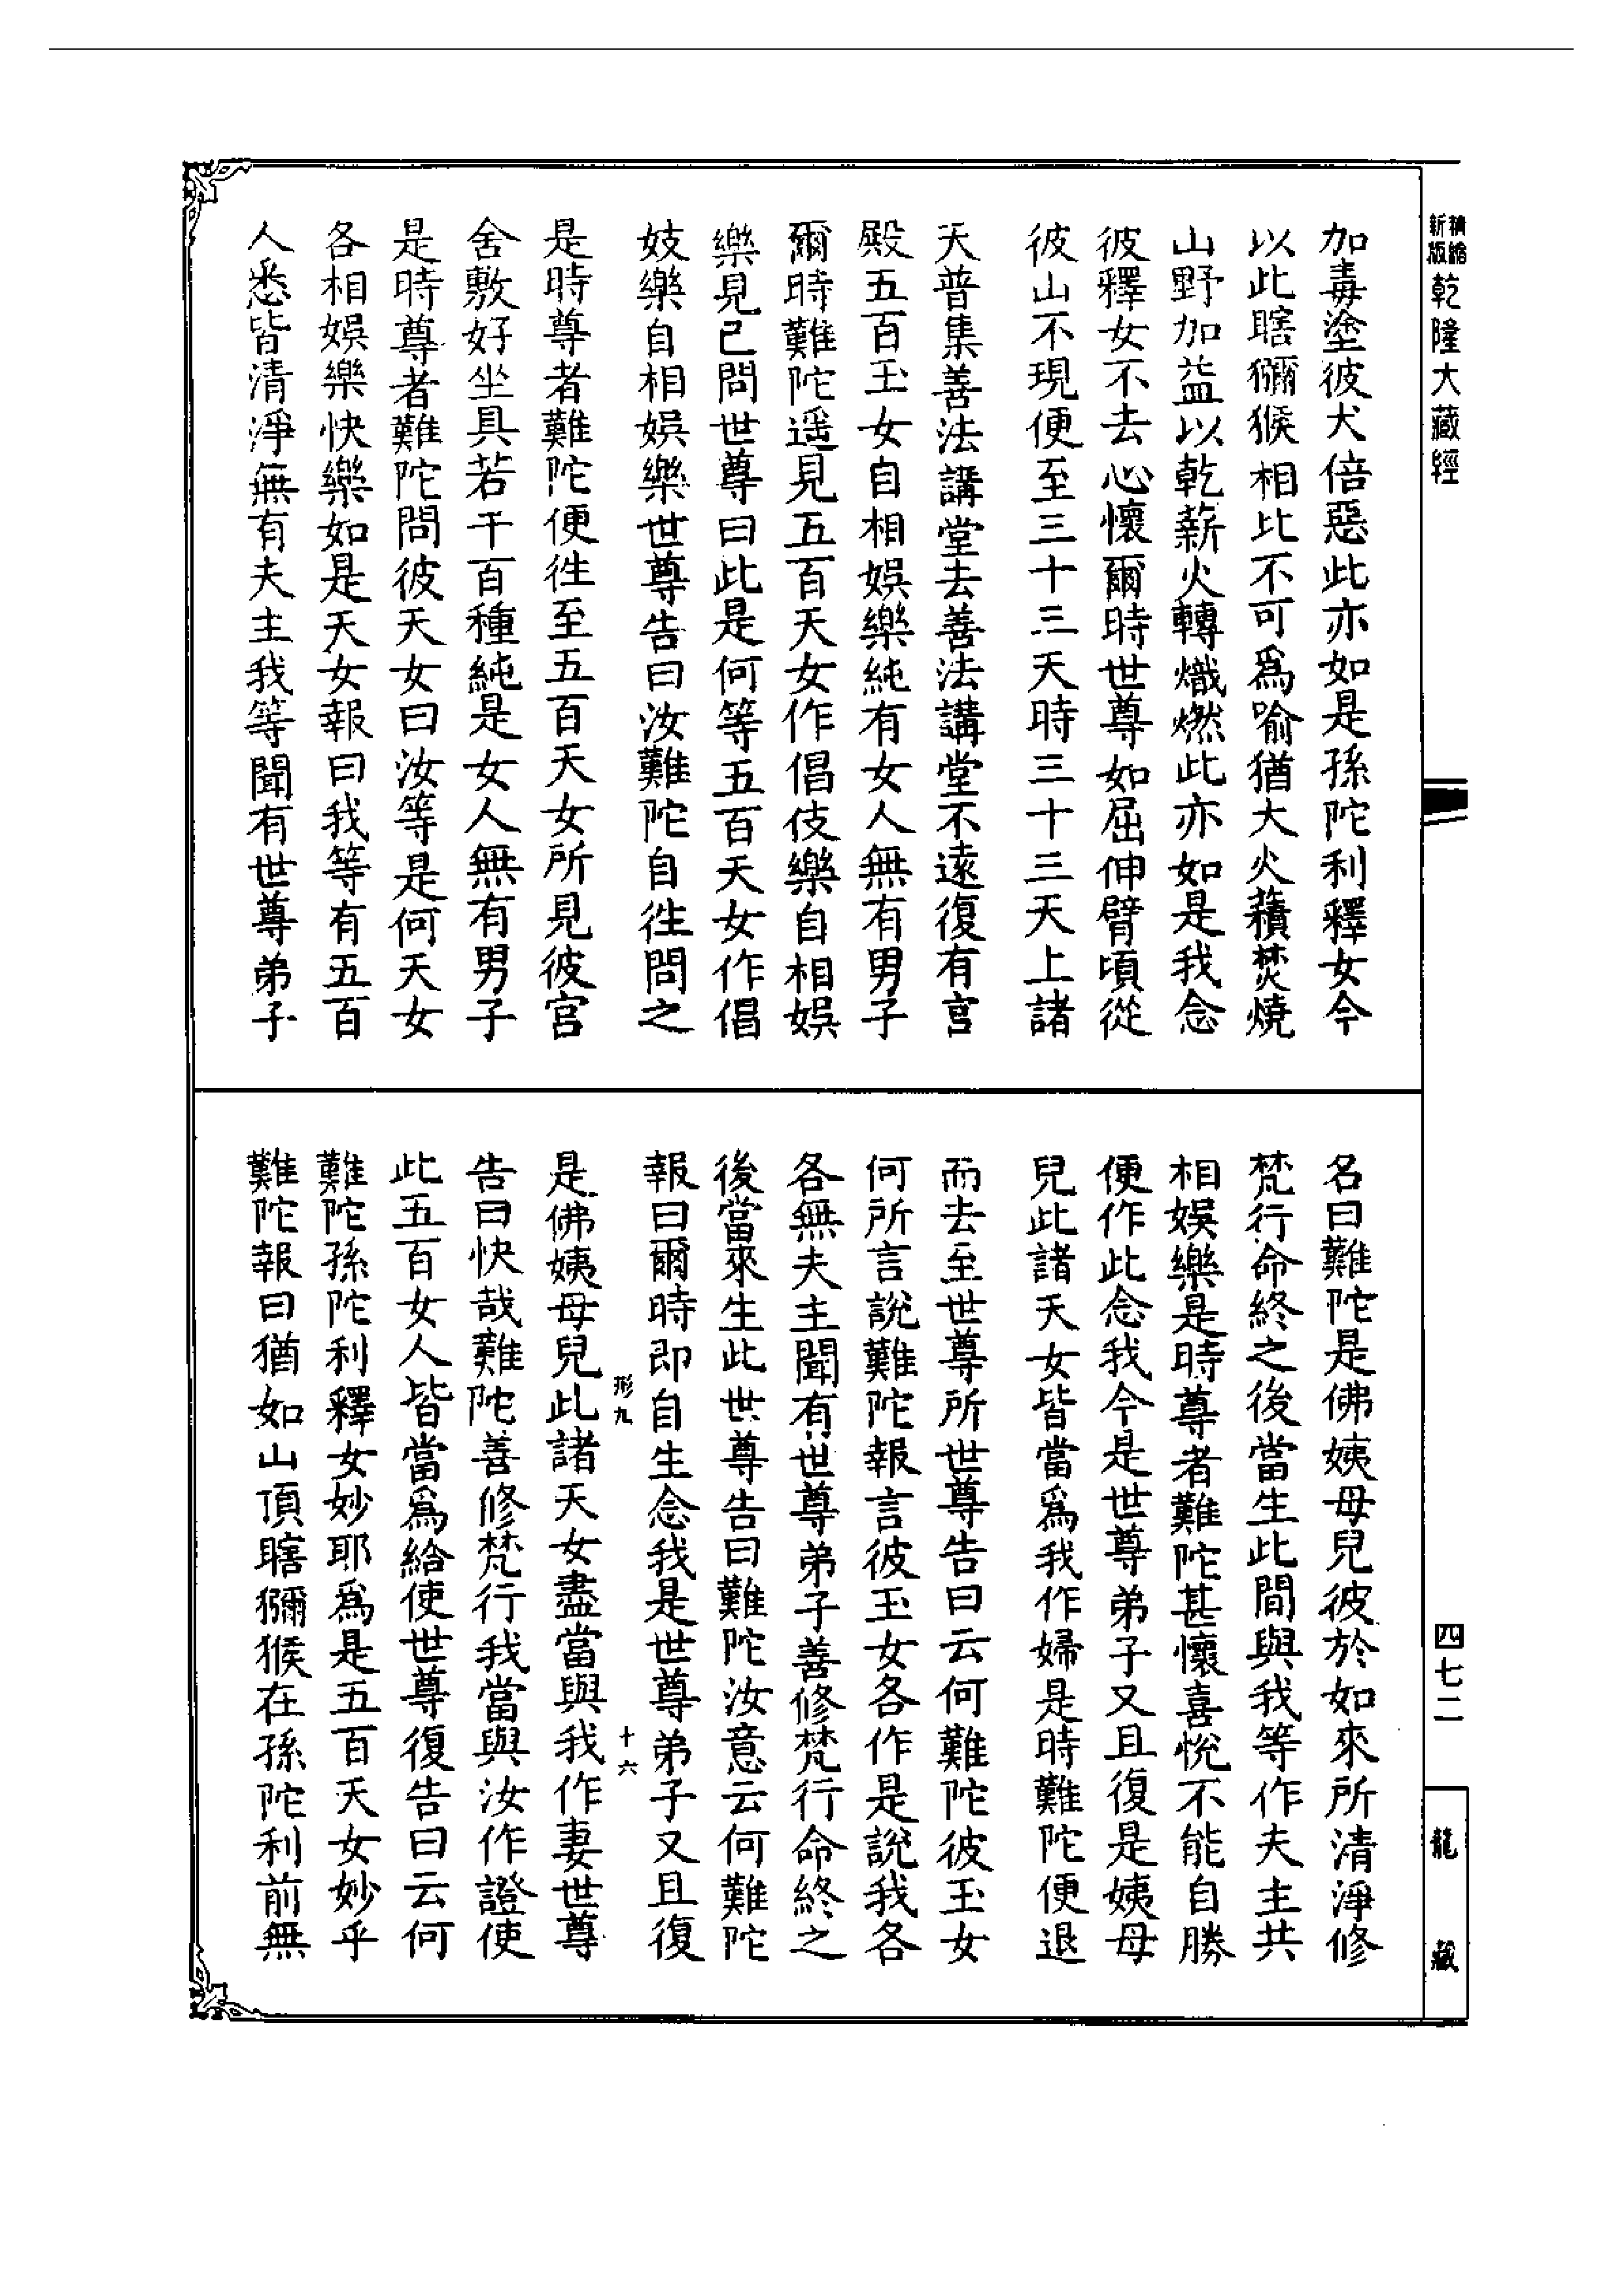 新版精縮乾隆大藏經
加毒塗彼犬倍惡此亦如是孫陀利釋女今
以此瞎獼猴相比不可爲喻猶大火𧂐焚燒
山野加益以乾薪火轉熾燃此亦如是我念
彼釋女不去心懷爾時世尊如屈伸臂頃從
彼山不現便至三十三天時三十三天上諸
天普集善法講堂去善法講堂不遠復有宫
殿五百玉女自相娛樂純有女人無有男子
爾時難陀遥見五百天女作倡伎樂自相娛
樂見已問世尊曰此是何等五百天女作倡
妓樂自相娛樂世尊告曰汝難陀自往問之
是時尊者難陀便往至五百天女所見彼宫
舍敷好坐具若干百種純是女人無有男子
是時尊者難陀問彼天女曰汝等是何天女
各相娛樂快樂如是天女報曰我等有五百
人悉皆清淨無有夫主我等聞有世尊弟子
名曰難陀是佛姨母兒彼於如來所清淨修
梵行命終之後當生此間與我等作夫主共
相娛樂是時尊者難陀甚懷喜悅不能自勝
便作此念我今是世尊弟子又且復是姨母
兒此諸天女皆當爲我作婦是時難陀便退
而去至世尊所世尊告曰云何難陀彼玉女
何所言說難陀報言彼玉女各作是說我各
各無夫主聞有世尊弟子善修梵行命終之
後當來生此世尊告曰難陀汝意云何難陀
報曰爾時即自生念我是世尊弟子又且復
形九 十六
是佛姨母兒此諸天女盡當與我作妻世尊
告曰快哉難陀善修梵行我當與汝作證使
此五百女人皆當爲給使世尊復告曰云何
難陀孫陀利釋女妙耶爲是五百天女妙乎
難陀報曰猶如山頂瞎獼猴在孫陀利前無
四七二
龍藏